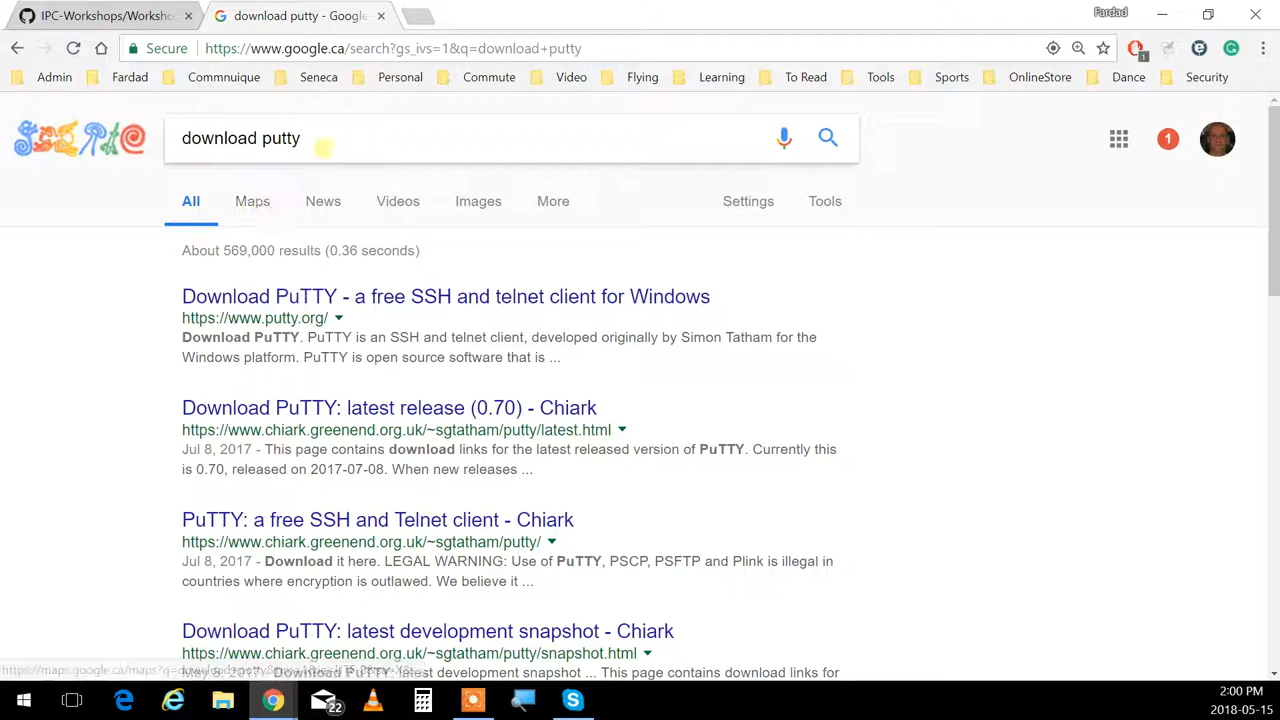 IPC-Workshops/Worksho
download putty - Google
Fardad
Secure
https://www.google.ca/search?gs_ivs=1&q=download+putty
1
Admin
Fardad
Commnuique
Seneca
Personal
Commute
Video
Flying
Learning
To Read
Tools
Sports
OnlineStore
Dance
Security
download putty
1
All
Maps
News
Videos
Images
More
Settings
Tools
About 569,000 results (0.36 seconds)
Download PuTTY - a free SSH and telnet client for Windows
https://www.putty.org/
Download PuTTY. PuTTY is an SSH and telnet client, developed originally by Simon Tatham for the
Windows platform. PuTTY is open source software that is ...
Download PuTTY: latest release (0.70) - Chiark
https://www.chiark.greenend.org.uk/~sgtatham/putty/latest.html
Jul 8, 2017 - This page contains download links for the latest released version of PuTTY. Currently this
is 0.70, released on 2017-07-08. When new releases ...
PuTTY: a free SSH and Telnet client - Chiark
https://www.chiark.greenend.org.uk/~sgtatham/putty/
Jul 8, 2017 - Download it here. LEGAL WARNING: Use of PuTTY, PSCP, PSFTP and Plink is illegal in
countries where encryption is outlawed. We believe it ...
Download PuTTY: latest development snapshot - Chiark
https://www.chiark.greenend.org.uk/~sgtatham/putty/snapshot.html
Download PuTTY: latest development snapshot ... This page contains download links for
22
2:00 PM
2018-05-15